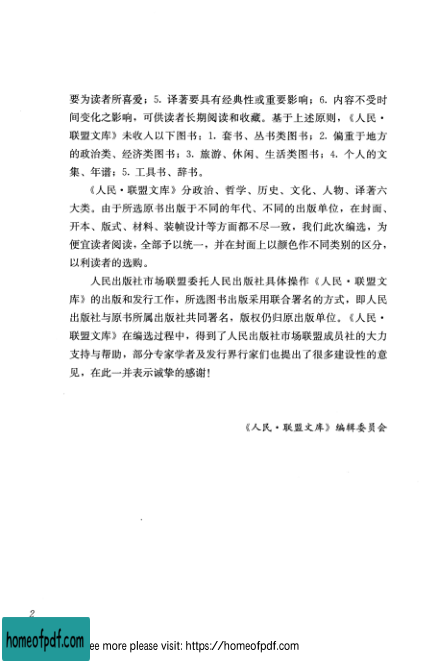 要为读者所喜爱；5. 译著要具有经典性或重要影响；6. 内容不受时
间变化之影响，可供读者长期阅读和收藏。基于上述原则，《人民·
联盟文库》未收入以下图书：1. 套书、丛书类图书；2. 偏重于地方
的政治类、经济类图书；3. 旅游、休闲、生活类图书；4. 个人的文
集、年谱；5. 工具书、辞书。
《人民·联盟文库》分政治、哲学、历史、文化、人物、译著六
大类。由于所选原书出版于不同的年代、不同的出版单位，在封面、
开本、版式、材料、装帧设计等方面都不尽一致，我们此次编选，为
便宜读者阅读，全部予以统一，并在封面上以颜色作不同类别的区分，
以利读者的选购。
人民出版社市场联盟委托人民出版社具体操作《人民·联盟文
库》的出版和发行工作，所选图书出版采用联合署名的方式，即人民
出版社与原书所属出版社共同署名，版权仍归原出版单位。《人民·
联盟文库》在编选过程中，得到了人民出版社市场联盟成员社的大力
支持与帮助，部分专家学者及发行界行家们也提出了很多建设性的意
见，在此一并表示诚挚的感谢！
《人民·联盟文库》编辑委员会
2
homeofpdf.com
ee more please visit: https://homeofpdf.com